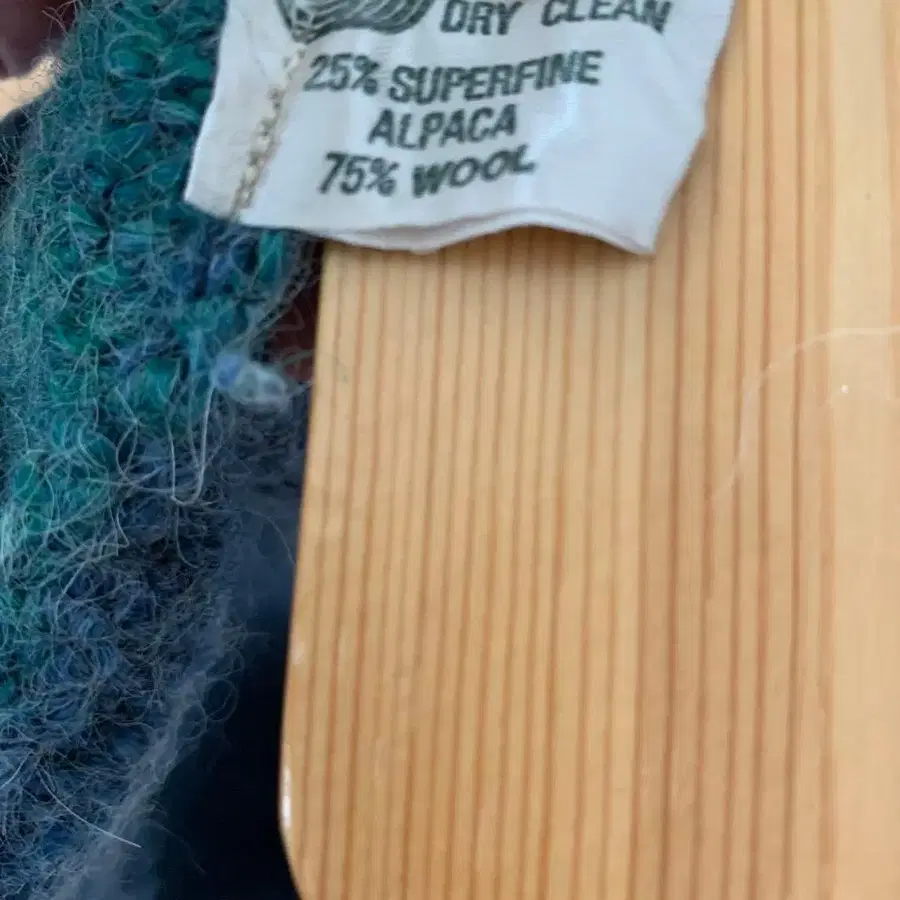 DRY CLEAN
25% SUPERFINE
ALPACA
75% WOOL